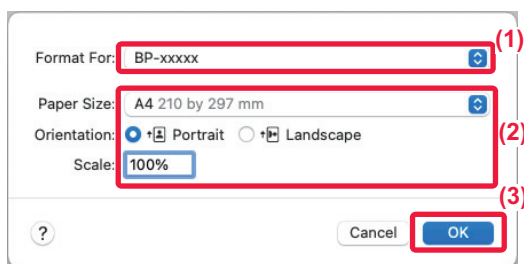 (1)
Format For: BP-xxxxx
Paper Size: A4 210 by 297 mm
Orientation: Portrait Landscape
(2)
Scale: 100%
(3)
? Cancel OK